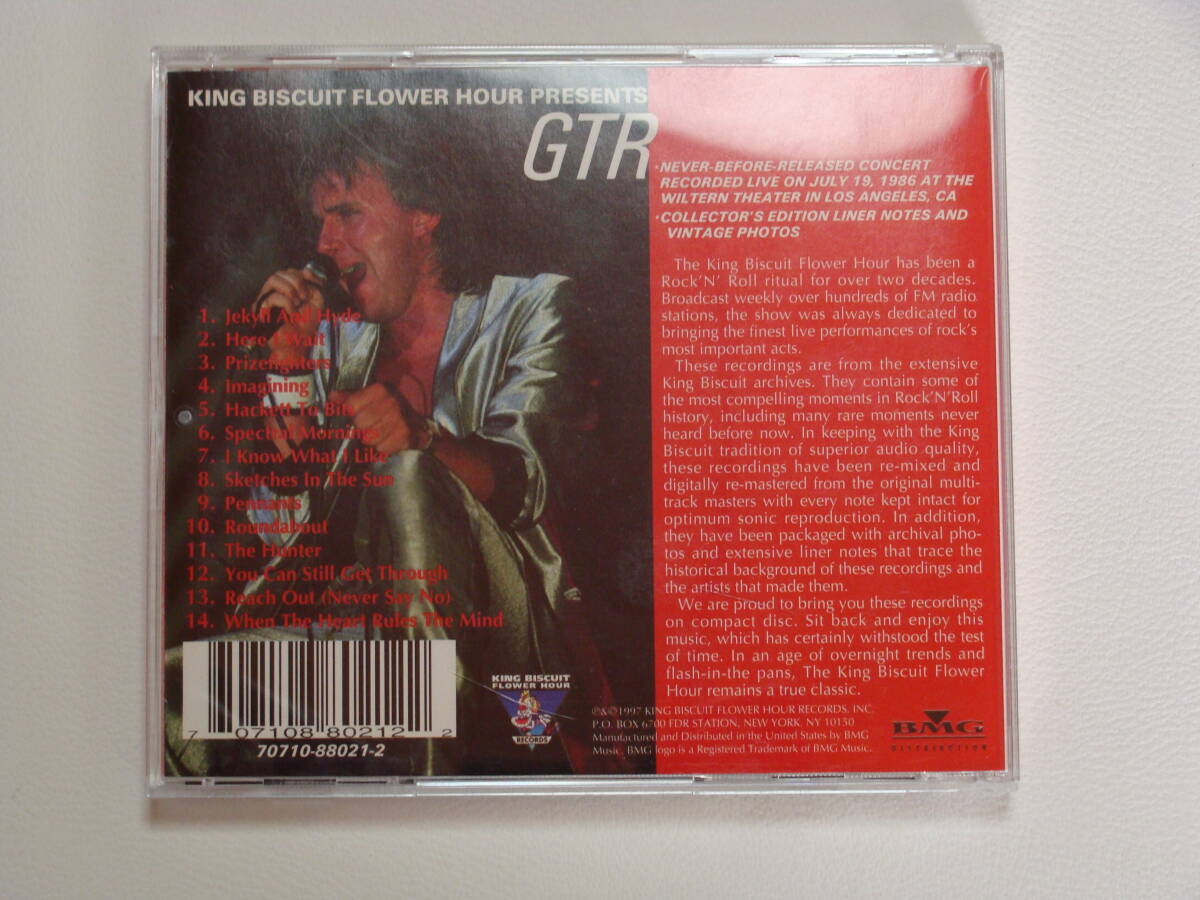 KING BISCUIT FLOWER HOUR PRESENTS
GTR
·NEVER-BEFORE-RELEASED CONCERT
RECORDED LIVE ON JULY 19, 1986 AT THE
WILTERN THEATER IN LOS ANGELES, CA
·COLLECTOR'S EDITION LINER NOTES AND
VINTAGE PHOTOS
The King Biscuit Flower Hour has been a
Rock'N' Roll ritual for over two decades.
Broadcast weekly over hundreds of FM radio
stations, the show was always dedicated to
bringing the finest live performances of rock's
most important acts.
These recordings are from the extensive
King Biscuit archives. They contain some of
the most compelling moments in Rock'N'Roll
history, including many rare moments never
heard before now. In keeping with the King
Biscuit tradition of superior audio quality,
these recordings have been re-mixed and
digitally re-mastered from the original multi-
track masters with every note kept intact for
optimum sonic reproduction. In addition,
they have been packaged with archival pho-
tos and extensive liner notes that trace the
historical background of these recordings and
the artists that made them.
We are proud to bring you these recordings
on compact disc. Sit back and enjoy this
music, which has certainly withstood the test
of time. In an age of overnight trends and
flash-in-the pans, The King Biscuit Flower
Hour remains a true classic.
1. Jekyll And Hyde
2. Here I Wait
3. Prizefighters
4. Imagining
5. Hackett To Bits
6. Spectral Mornings
7. I Know What I Like
8. Sketches In The Sun
9. Pennants
10. Roundabout
11. The Hunter
12. You Can Still Get Through
13. Reach Out (Never Say No)
14. When The Heart Rules The Mind
7 07108 80212 2
70710-88021-2
KING BISCUIT
FLOWER HOUR
RECORDS
℗&©1997 KING BISCUIT FLOWER HOUR RECORDS, INC.
P.O. BOX 6700 FDR STATION, NEW YORK, NY 10150
Manufactured and Distributed in the United States by BMG
Music. BMG logo is a Registered Trademark of BMG Music.
BMG
DISTRIBUTION